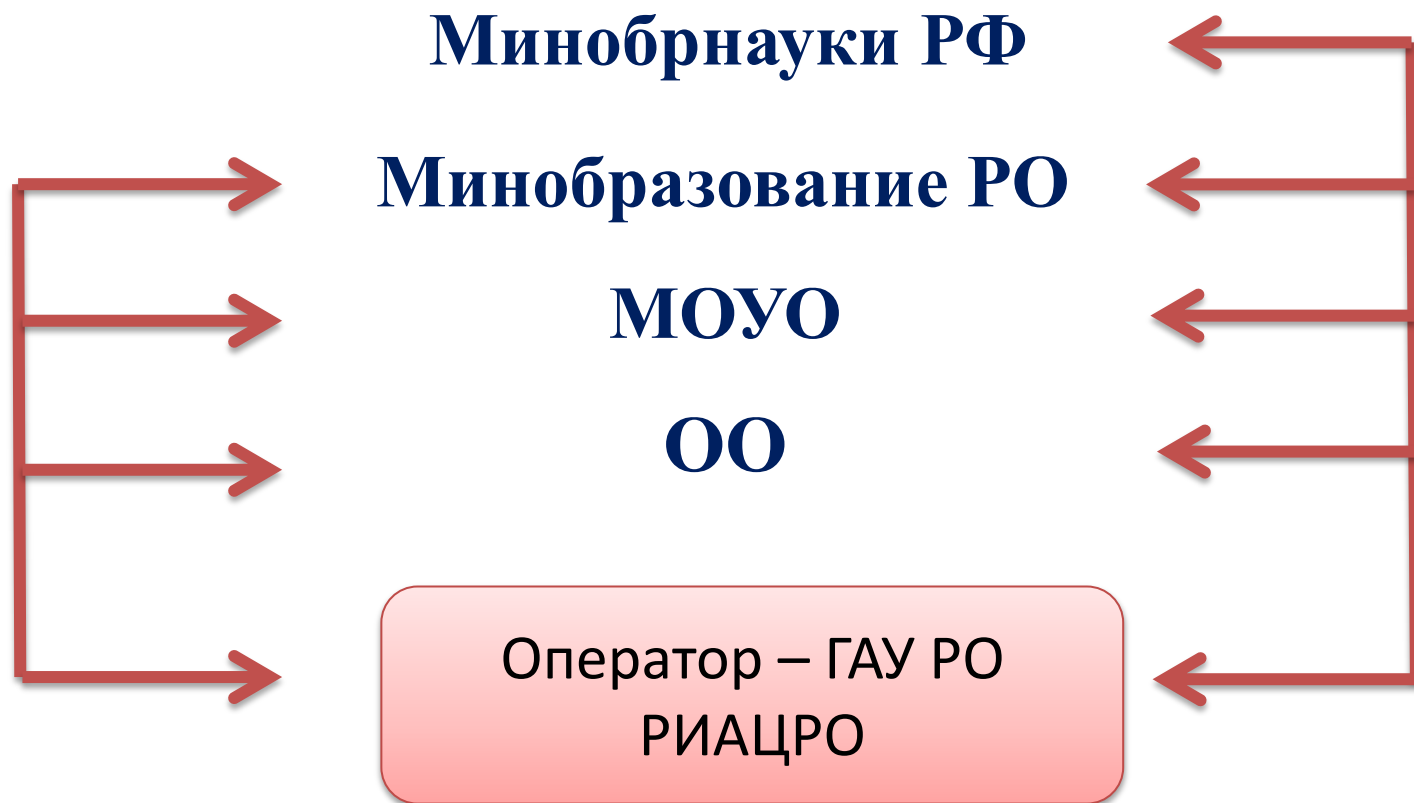 Минобрнауки РФ
Минобразование РО
МОУО
ОО
Оператор – ГАУ РО
РИАЦРО